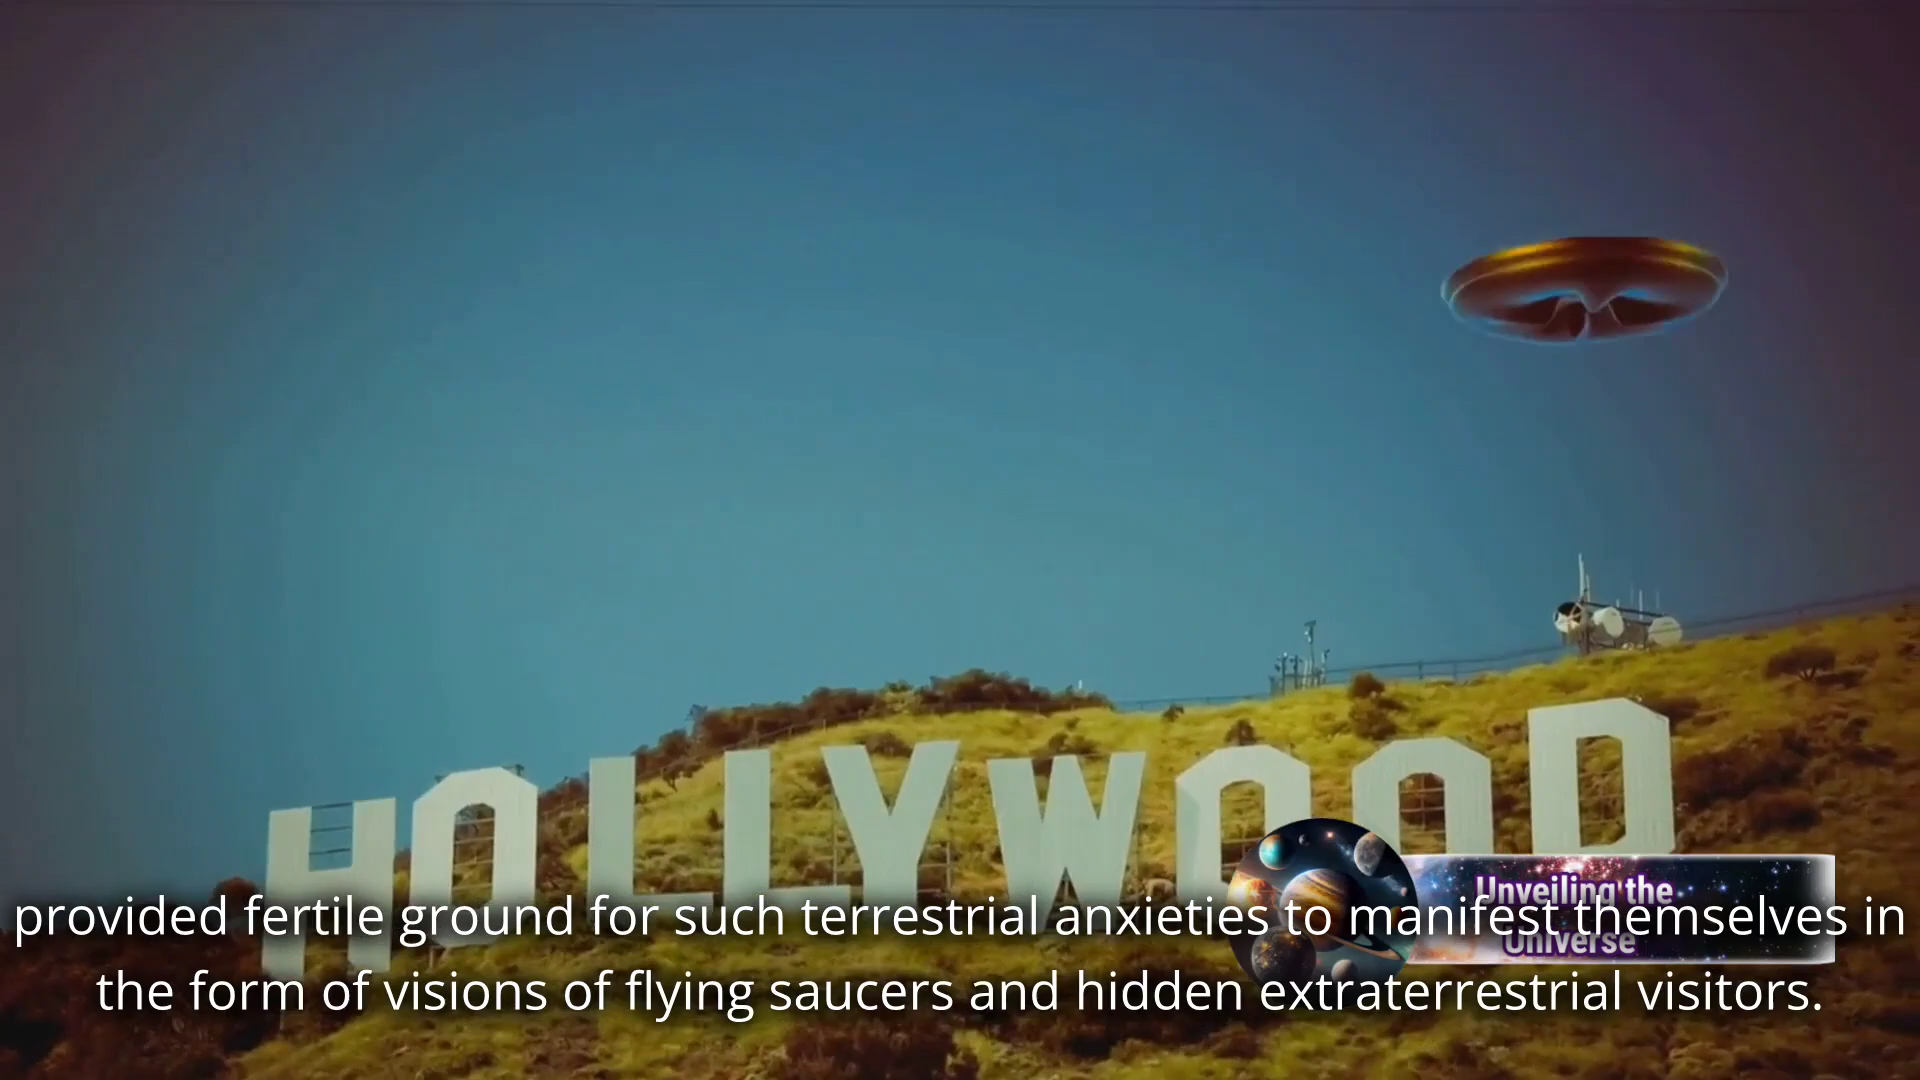 HOLLYWOOD
Unveiling the
Universe
provided fertile ground for such terrestrial anxieties to manifest themselves in
the form of visions of flying saucers and hidden extraterrestrial visitors.